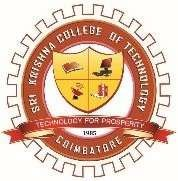 SRI KRISHNA COLLEGE OF TECHNOLOGY
TECHNOLOGY FOR PROSPERITY
1985
COIMBATORE